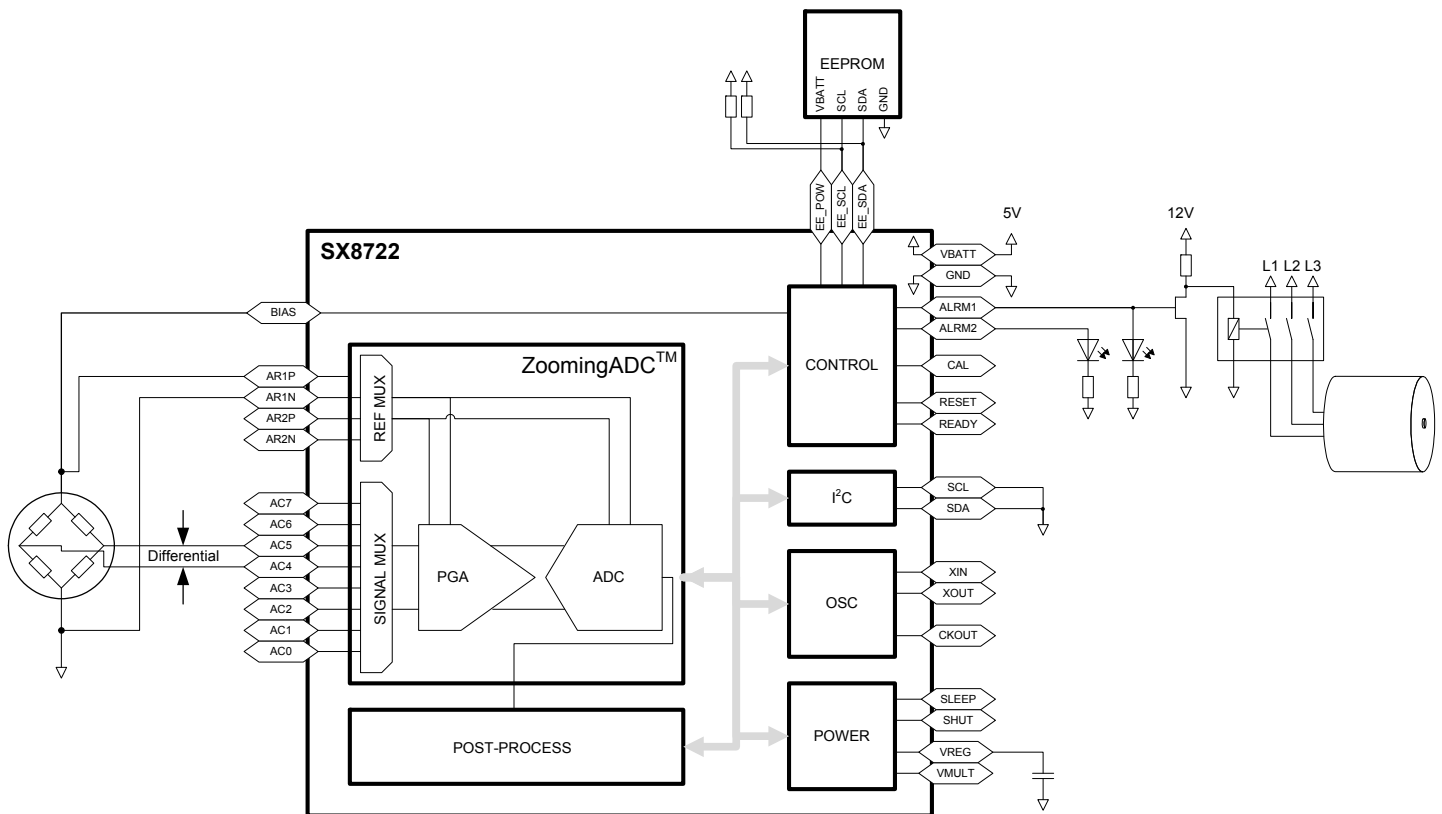 EEPROM
VBATT
SCL
SDA
GND
EE_POW
EE_SCL
EE_SDA
5V
12V
SX8722
VBATT
GND
L1 L2 L3
BIAS
ALRM1
ALRM2
ZoomingADC™
CONTROL
CAL
AR1P
AR1N
AR2P
AR2N
REF MUX
RESET
READY
AC7
AC6
AC5
AC4
AC3
AC2
AC1
AC0
Differential
SIGNAL MUX
PGA
ADC
I²C
SCL
SDA
OSC
XIN
XOUT
CKOUT
POWER
SLEEP
SHUT
VREG
VMULT
POST-PROCESS